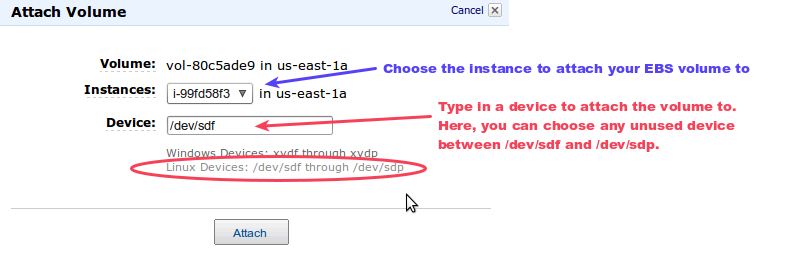 Attach Volume
Cancel
Volume: vol-80c5ade9 in us-east-1a
Choose the instance to attach your EBS volume to
Instances: i-99fd58f3 in us-east-1a
Type in a device to attach the volume to.
Device: /dev/sdf
Here, you can choose any unused device
between /dev/sdf and /dev/sdp.
Windows Devices: xvdf through xvdp
Linux Devices: /dev/sdf through /dev/sdp
Attach